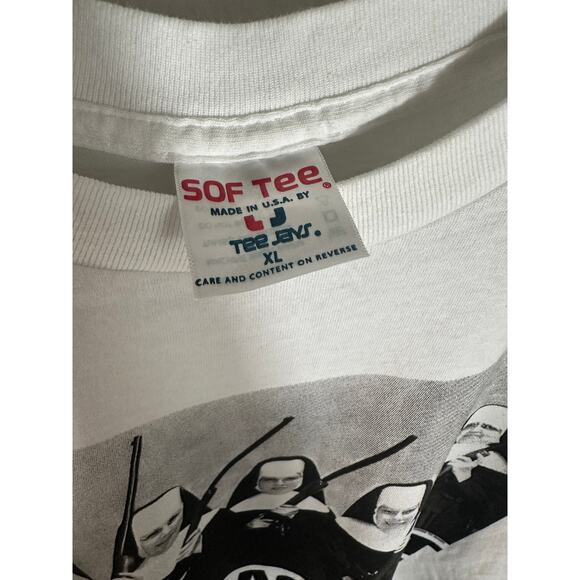 SOF TEE®
MADE IN U.S.A. BY
TEE JAYS®
XL
CARE AND CONTENT ON REVERSE